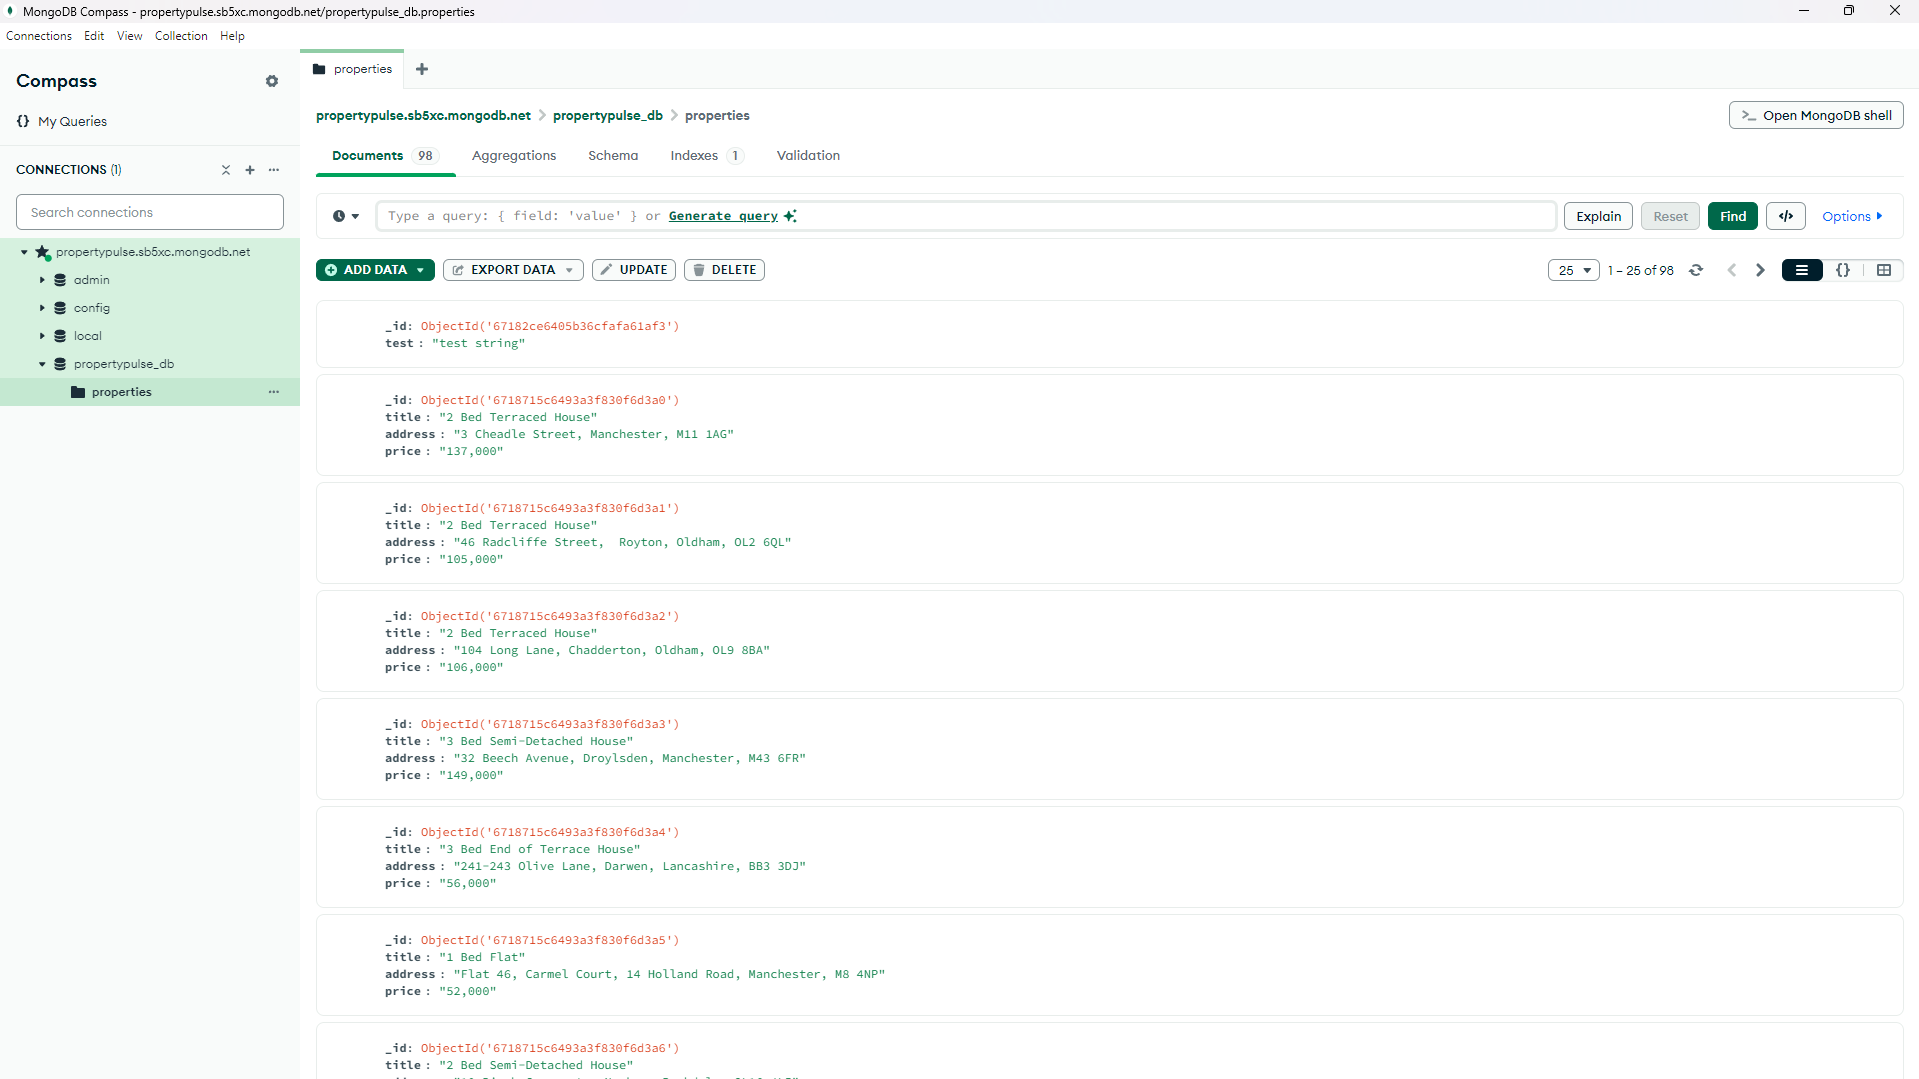 MongoDB Compass - propertypulse.sb5xc.mongodb.net/propertypulse_db.properties
Connections Edit View Collection Help
Compass
{} My Queries
CONNECTIONS (1)
Search connections
propertypulse.sb5xc.mongodb.net
admin
config
local
propertypulse_db
properties
properties
propertypulse.sb5xc.mongodb.net > propertypulse_db > properties
>_ Open MongoDB shell
Documents 98 Aggregations Schema Indexes 1 Validation
Type a query: { field: 'value' } or Generate query
Explain Reset Find </> Options
ADD DATA EXPORT DATA UPDATE DELETE
25 1 – 25 of 98 {}
_id: ObjectId('67182ce6405b36cfafa61af3')
test : "test string"
_id: ObjectId('6718715c6493a3f830f6d3a0')
title : "2 Bed Terraced House"
address : "3 Cheadle Street, Manchester, M11 1AG"
price : "137,000"
_id: ObjectId('6718715c6493a3f830f6d3a1')
title : "2 Bed Terraced House"
address : "46 Radcliffe Street,  Royton, Oldham, OL2 6QL"
price : "105,000"
_id: ObjectId('6718715c6493a3f830f6d3a2')
title : "2 Bed Terraced House"
address : "104 Long Lane, Chadderton, Oldham, OL9 8BA"
price : "106,000"
_id: ObjectId('6718715c6493a3f830f6d3a3')
title : "3 Bed Semi-Detached House"
address : "32 Beech Avenue, Droylsden, Manchester, M43 6FR"
price : "149,000"
_id: ObjectId('6718715c6493a3f830f6d3a4')
title : "3 Bed End of Terrace House"
address : "241-243 Olive Lane, Darwen, Lancashire, BB3 3DJ"
price : "56,000"
_id: ObjectId('6718715c6493a3f830f6d3a5')
title : "1 Bed Flat"
address : "Flat 46, Carmel Court, 14 Holland Road, Manchester, M8 4NP"
price : "52,000"
_id: ObjectId('6718715c6493a3f830f6d3a6')
title : "2 Bed Semi-Detached House"